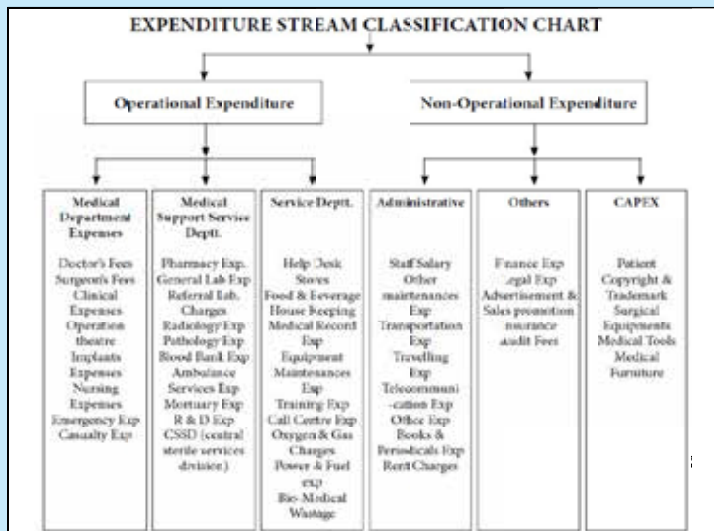 EXPENDITURE STREAM CLASSIFICATION CHART
Operational Expenditure
Non-Operational Expenditure
Medical
Department
Expenses
Doctor's Fees
Surgeon's Fees
Clinical
Expenses
Operation
theatre
Implants
Expenses
Nursing
Expenses
Emergency Exp
Casualty Exp
Medical
Support Service
Deptt.
Pharmacy Exp.
General Lab Exp
Referral Lab.
Charges
Radiology Exp
Pathology Exp
Blood Bank Exp
Ambulance
Services Exp
Mortuary Exp
R & D Exp
CSSD (central
sterile services
division)
Service Deptt.
Help Desk
Stores
Food & Beverage
House Keeping
Medical Record
Exp
Equipment
Maintenances
Exp
Training Exp
Call Centre Exp
Oxygen & Gas
Charges
Power & Fuel
exp
Bio-Medical
Wastage
Administrative
Staff Salary
Other
maintenances
Exp
Transportation
Exp
Travelling
Exp
Telecommuni
-cation Exp
Office Exp
Books &
Periodicals Exp
Rent Charges
Others
Finance Exp
Legal Exp
Advertisement &
Sales promotion
insurance
audit Fees
CAPEX
Patient
Copyright &
Trademark
Surgical
Equipments
Medical Tools
Medical
Furniture